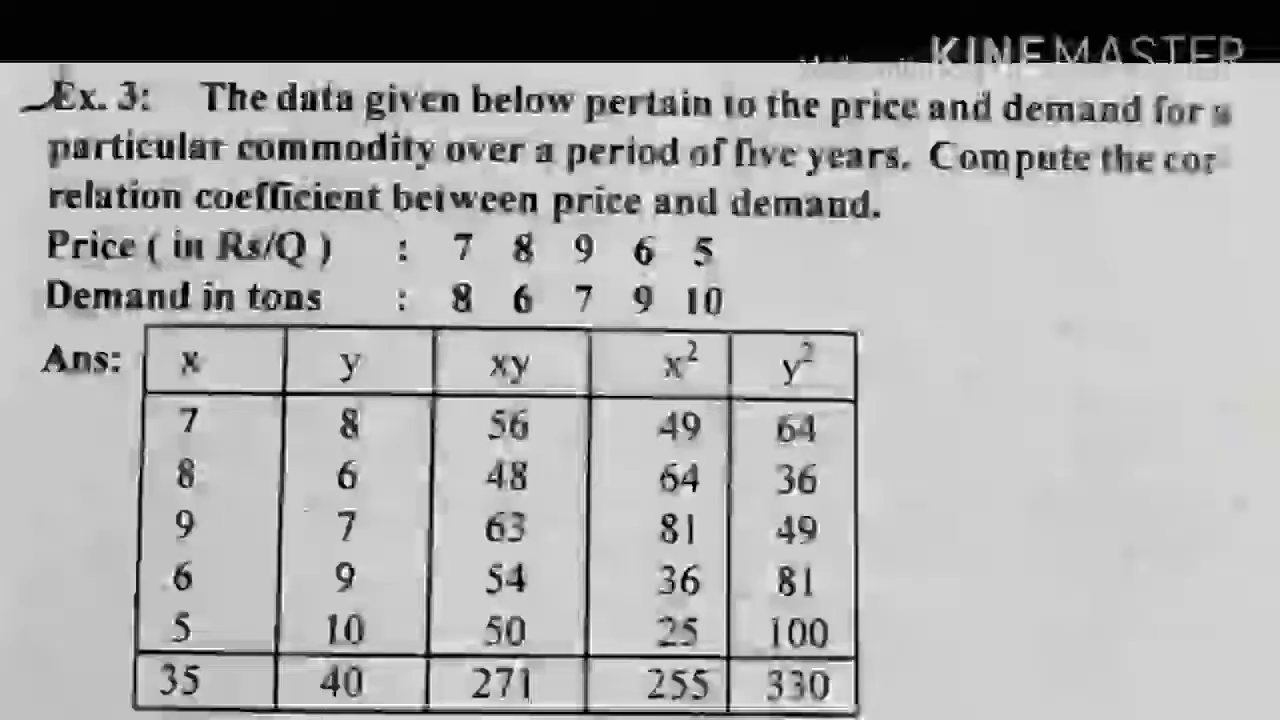 KINEMASTER
Ex. 3: The data given below pertain to the price and demand for a
particular commodity over a period of five years. Compute the cor-
relation coefficient between price and demand.
Price ( in Rs/Q ) : 7 8 9 6 5
Demand in tons : 8 6 7 9 10
Ans: x y xy x² y²
7 8 56 49 64
8 6 48 64 36
9 7 63 81 49
6 9 54 36 81
5 10 50 25 100
35 40 271 255 330